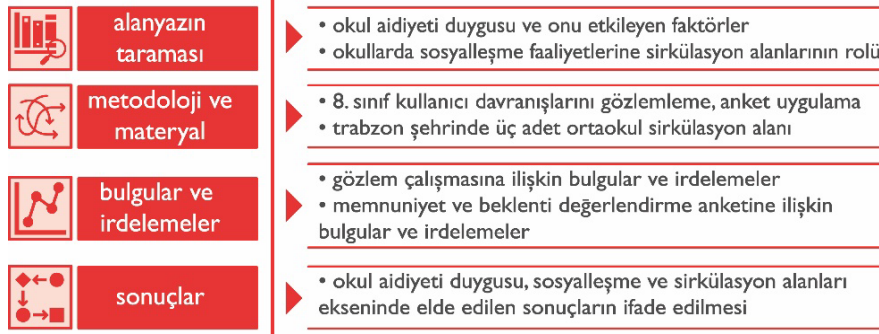 alanyazın
taraması
• okul aidiyeti duygusu ve onu etkileyen faktörler
• okullarda sosyalleşme faaliyetlerine sirkülasyon alanlarının rolü
metodoloji ve
materyal
• 8. sınıf kullanıcı davranışlarını gözlemleme, anket uygulama
• trabzon şehrinde üç adet ortaokul sirkülasyon alanı
bulgular ve
irdelemeler
• gözlem çalışmasına ilişkin bulgular ve irdelemeler
• memnuniyet ve beklenti değerlendirme anketine ilişkin
bulgular ve irdelemeler
sonuçlar
• okul aidiyeti duygusu, sosyalleşme ve sirkülasyon alanları
ekseninde elde edilen sonuçların ifade edilmesi